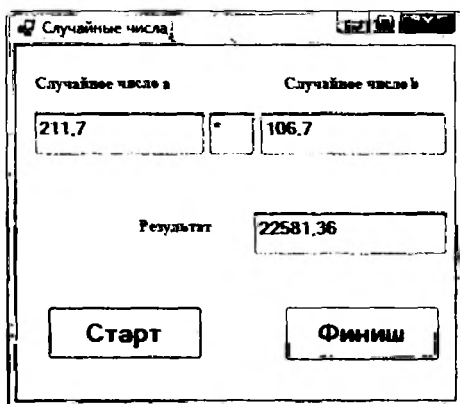 Случайные числа
Случайное число a Случайное число b
211,7 * 106,7
Результат 22581,36
Старт Финиш